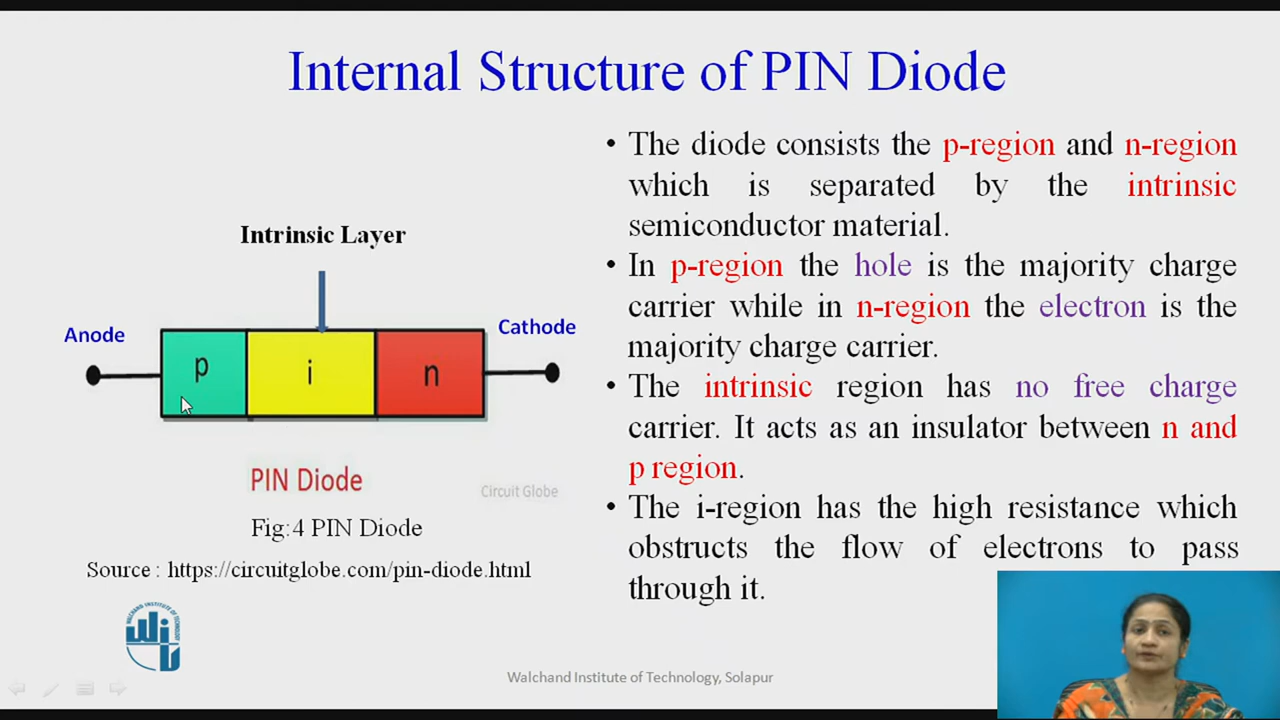 Internal Structure of PIN Diode
Intrinsic Layer
Anode
Cathode
p
i
n
PIN Diode
Circuit Globe
Fig:4 PIN Diode
Source : https://circuitglobe.com/pin-diode.html
• The diode consists the p-region and n-region
which is separated by the intrinsic
semiconductor material.
• In p-region the hole is the majority charge
carrier while in n-region the electron is the
majority charge carrier.
• The intrinsic region has no free charge
carrier. It acts as an insulator between n and
p region.
• The i-region has the high resistance which
obstructs the flow of electrons to pass
through it.
WALCHAND INSTITUTE OF TECHNOLOGY
WIT
Walchand Institute of Technology, Solapur